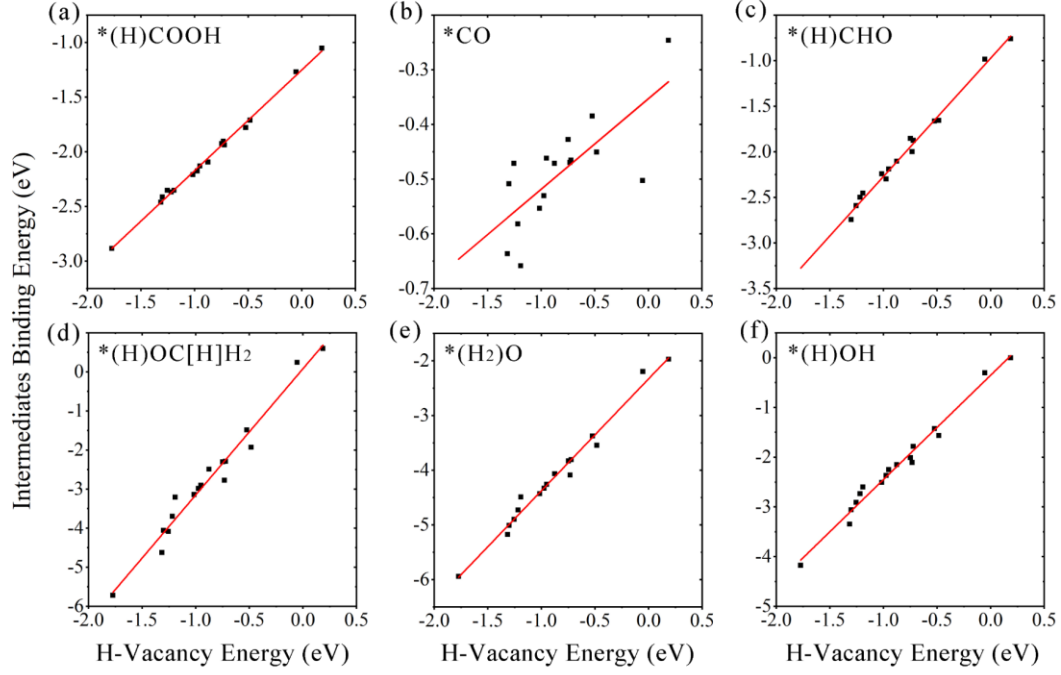 (a) *(H)COOH
-1.0
-1.5
-2.0
-2.5
-3.0
-2.0 -1.5 -1.0 -0.5 0.0 0.5
(b) *CO
-0.3
-0.4
-0.5
-0.6
-0.7
-2.0 -1.5 -1.0 -0.5 0.0 0.5
(c) *(H)CHO
-1.0
-1.5
-2.0
-2.5
-3.0
-3.5
-2.0 -1.5 -1.0 -0.5 0.0 0.5
Intermediates Binding Energy (eV)
(d) *(H)OC[H]H2
0
-1
-2
-3
-4
-5
-6
-2.0 -1.5 -1.0 -0.5 0.0 0.5
H-Vacancy Energy (eV)
(e) *(H2)O
-2
-4
-5
-6
-2.0 -1.5 -1.0 -0.5 0.0 0.5
H-Vacancy Energy (eV)
(f) *(H)OH
0
-1
-2
-3
-4
-5
-2.0 -1.5 -1.0 -0.5 0.0 0.5
H-Vacancy Energy (eV)